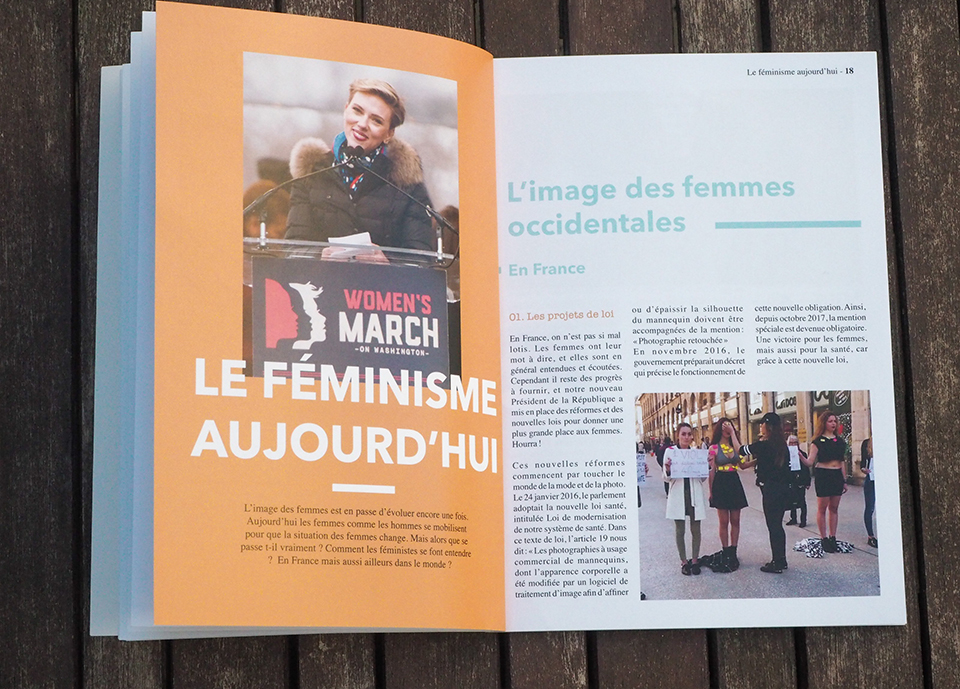 WOMEN'S
MARCH
-ON WASHINGTON-
LE FÉMINISME
AUJOURD'HUI
L'image des femmes est en passe d'évoluer encore une fois.
Aujourd'hui les femmes comme les hommes se mobilisent
pour que la situation des femmes change. Mais alors que se
passe t-il vraiment ? Comment les féministes se font entendre
? En France mais aussi ailleurs dans le monde ?
Le féminisme aujourd'hui - 18
L'image des femmes
occidentales
En France
01. Les projets de loi
En France, on n'est pas si mal
lotis. Les femmes ont leur
mot à dire, et elles sont en
général entendues et écoutées.
Cependant il reste des progrès
à fournir, et notre nouveau
Président de la République a
mis en place des réformes et des
nouvelles lois pour donner une
plus grande place aux femmes.
Hourra !
Ces nouvelles réformes
commencent par toucher le
monde de la mode et de la photo.
Le 24 janvier 2016, le parlement
adoptait la nouvelle loi santé,
intitulée Loi de modernisation
de notre système de santé. Dans
ce texte de loi, l'article 19 nous
dit : « Les photographies à usage
commercial de mannequins,
dont l'apparence corporelle a
été modifiée par un logiciel de
traitement d'image afin d'affiner
ou d'épaissir la silhouette
du mannequin doivent être
accompagnées de la mention :
« Photographie retouchée »
En novembre 2016, le
gouvernement préparait un décret
qui précise le fonctionnement de
cette nouvelle obligation. Ainsi,
depuis octobre 2017, la mention
spéciale est devenue obligatoire.
Une victoire pour les femmes,
mais aussi pour la santé, car
grâce à cette nouvelle loi,